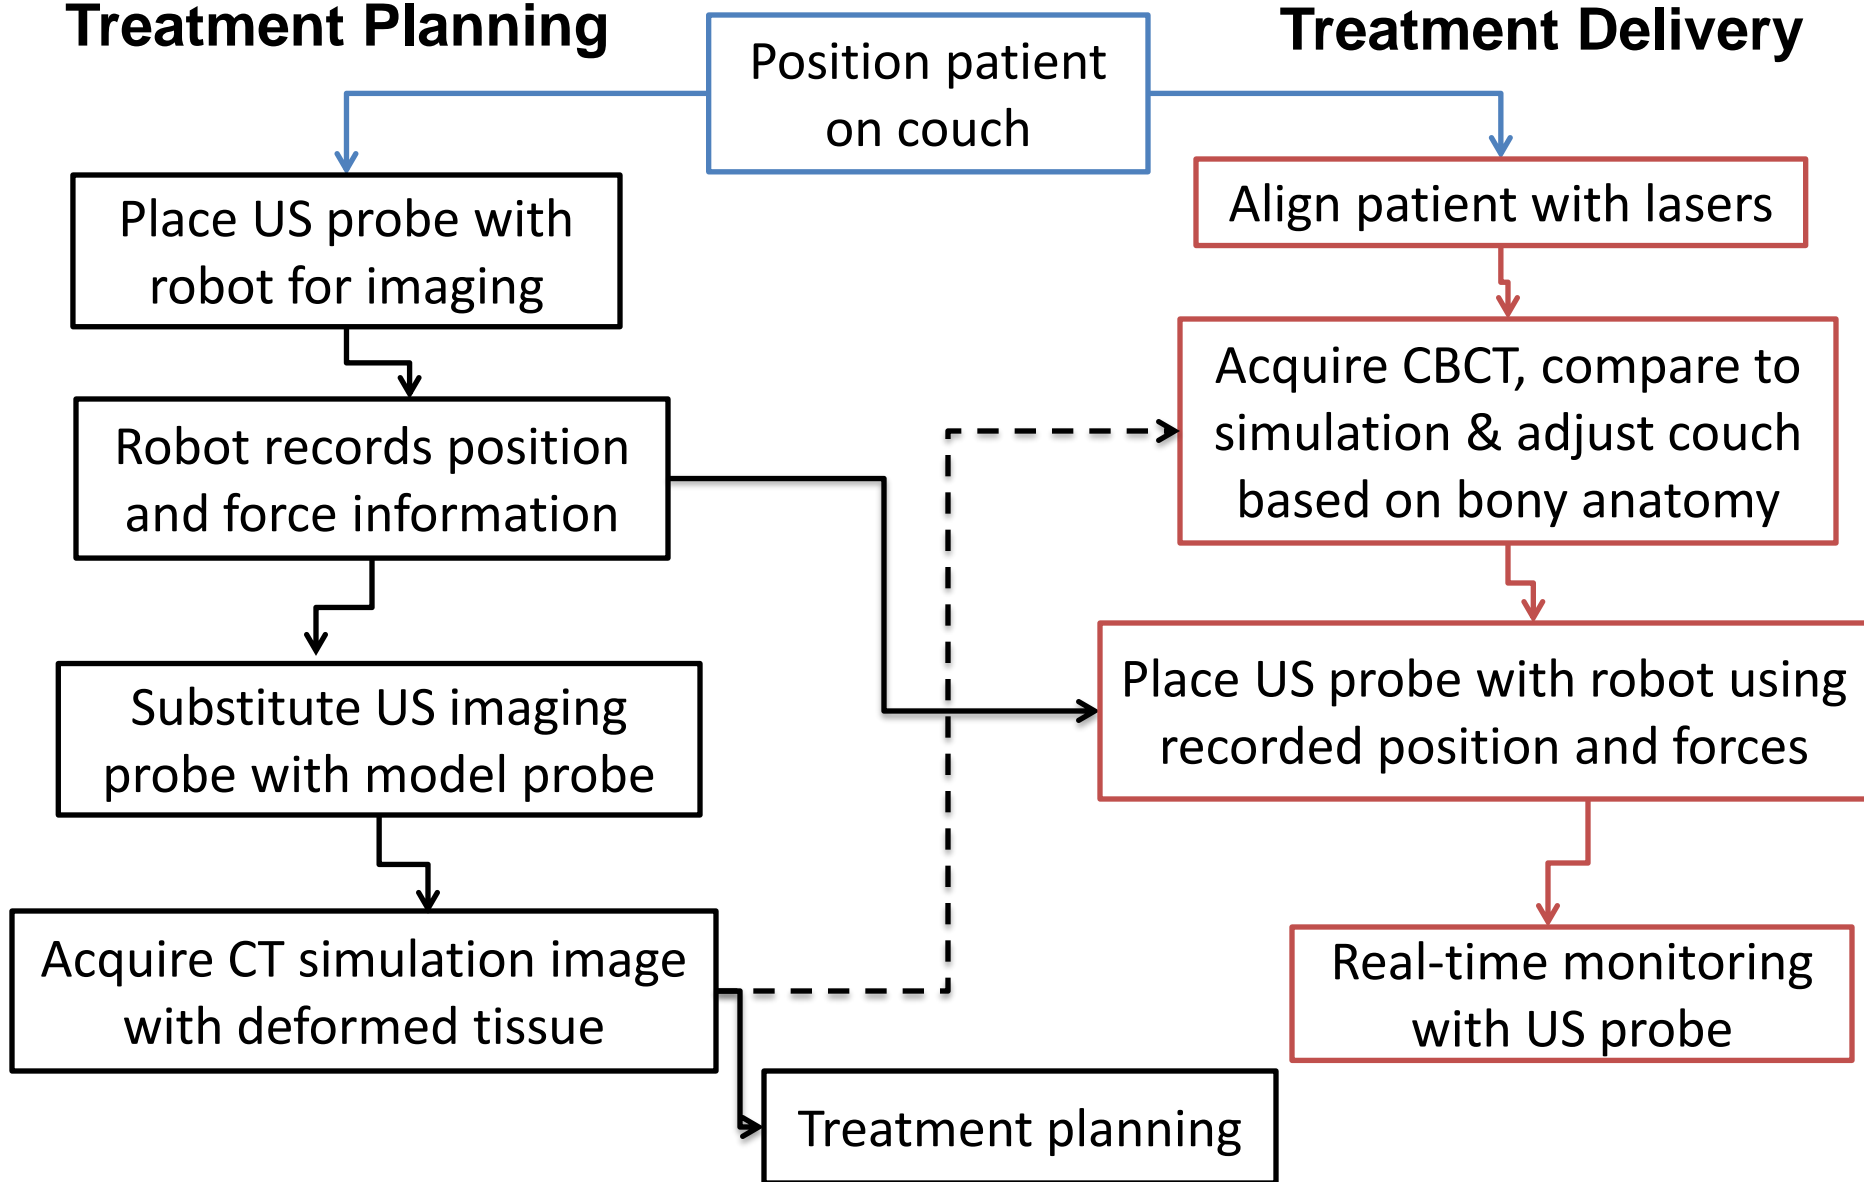 Treatment Planning
Treatment Delivery
Position patient
on couch
Place US probe with
robot for imaging
Robot records position
and force information
Substitute US imaging
probe with model probe
Acquire CT simulation image
with deformed tissue
Treatment planning
Align patient with lasers
Acquire CBCT, compare to
simulation & adjust couch
based on bony anatomy
Place US probe with robot using
recorded position and forces
Real-time monitoring
with US probe